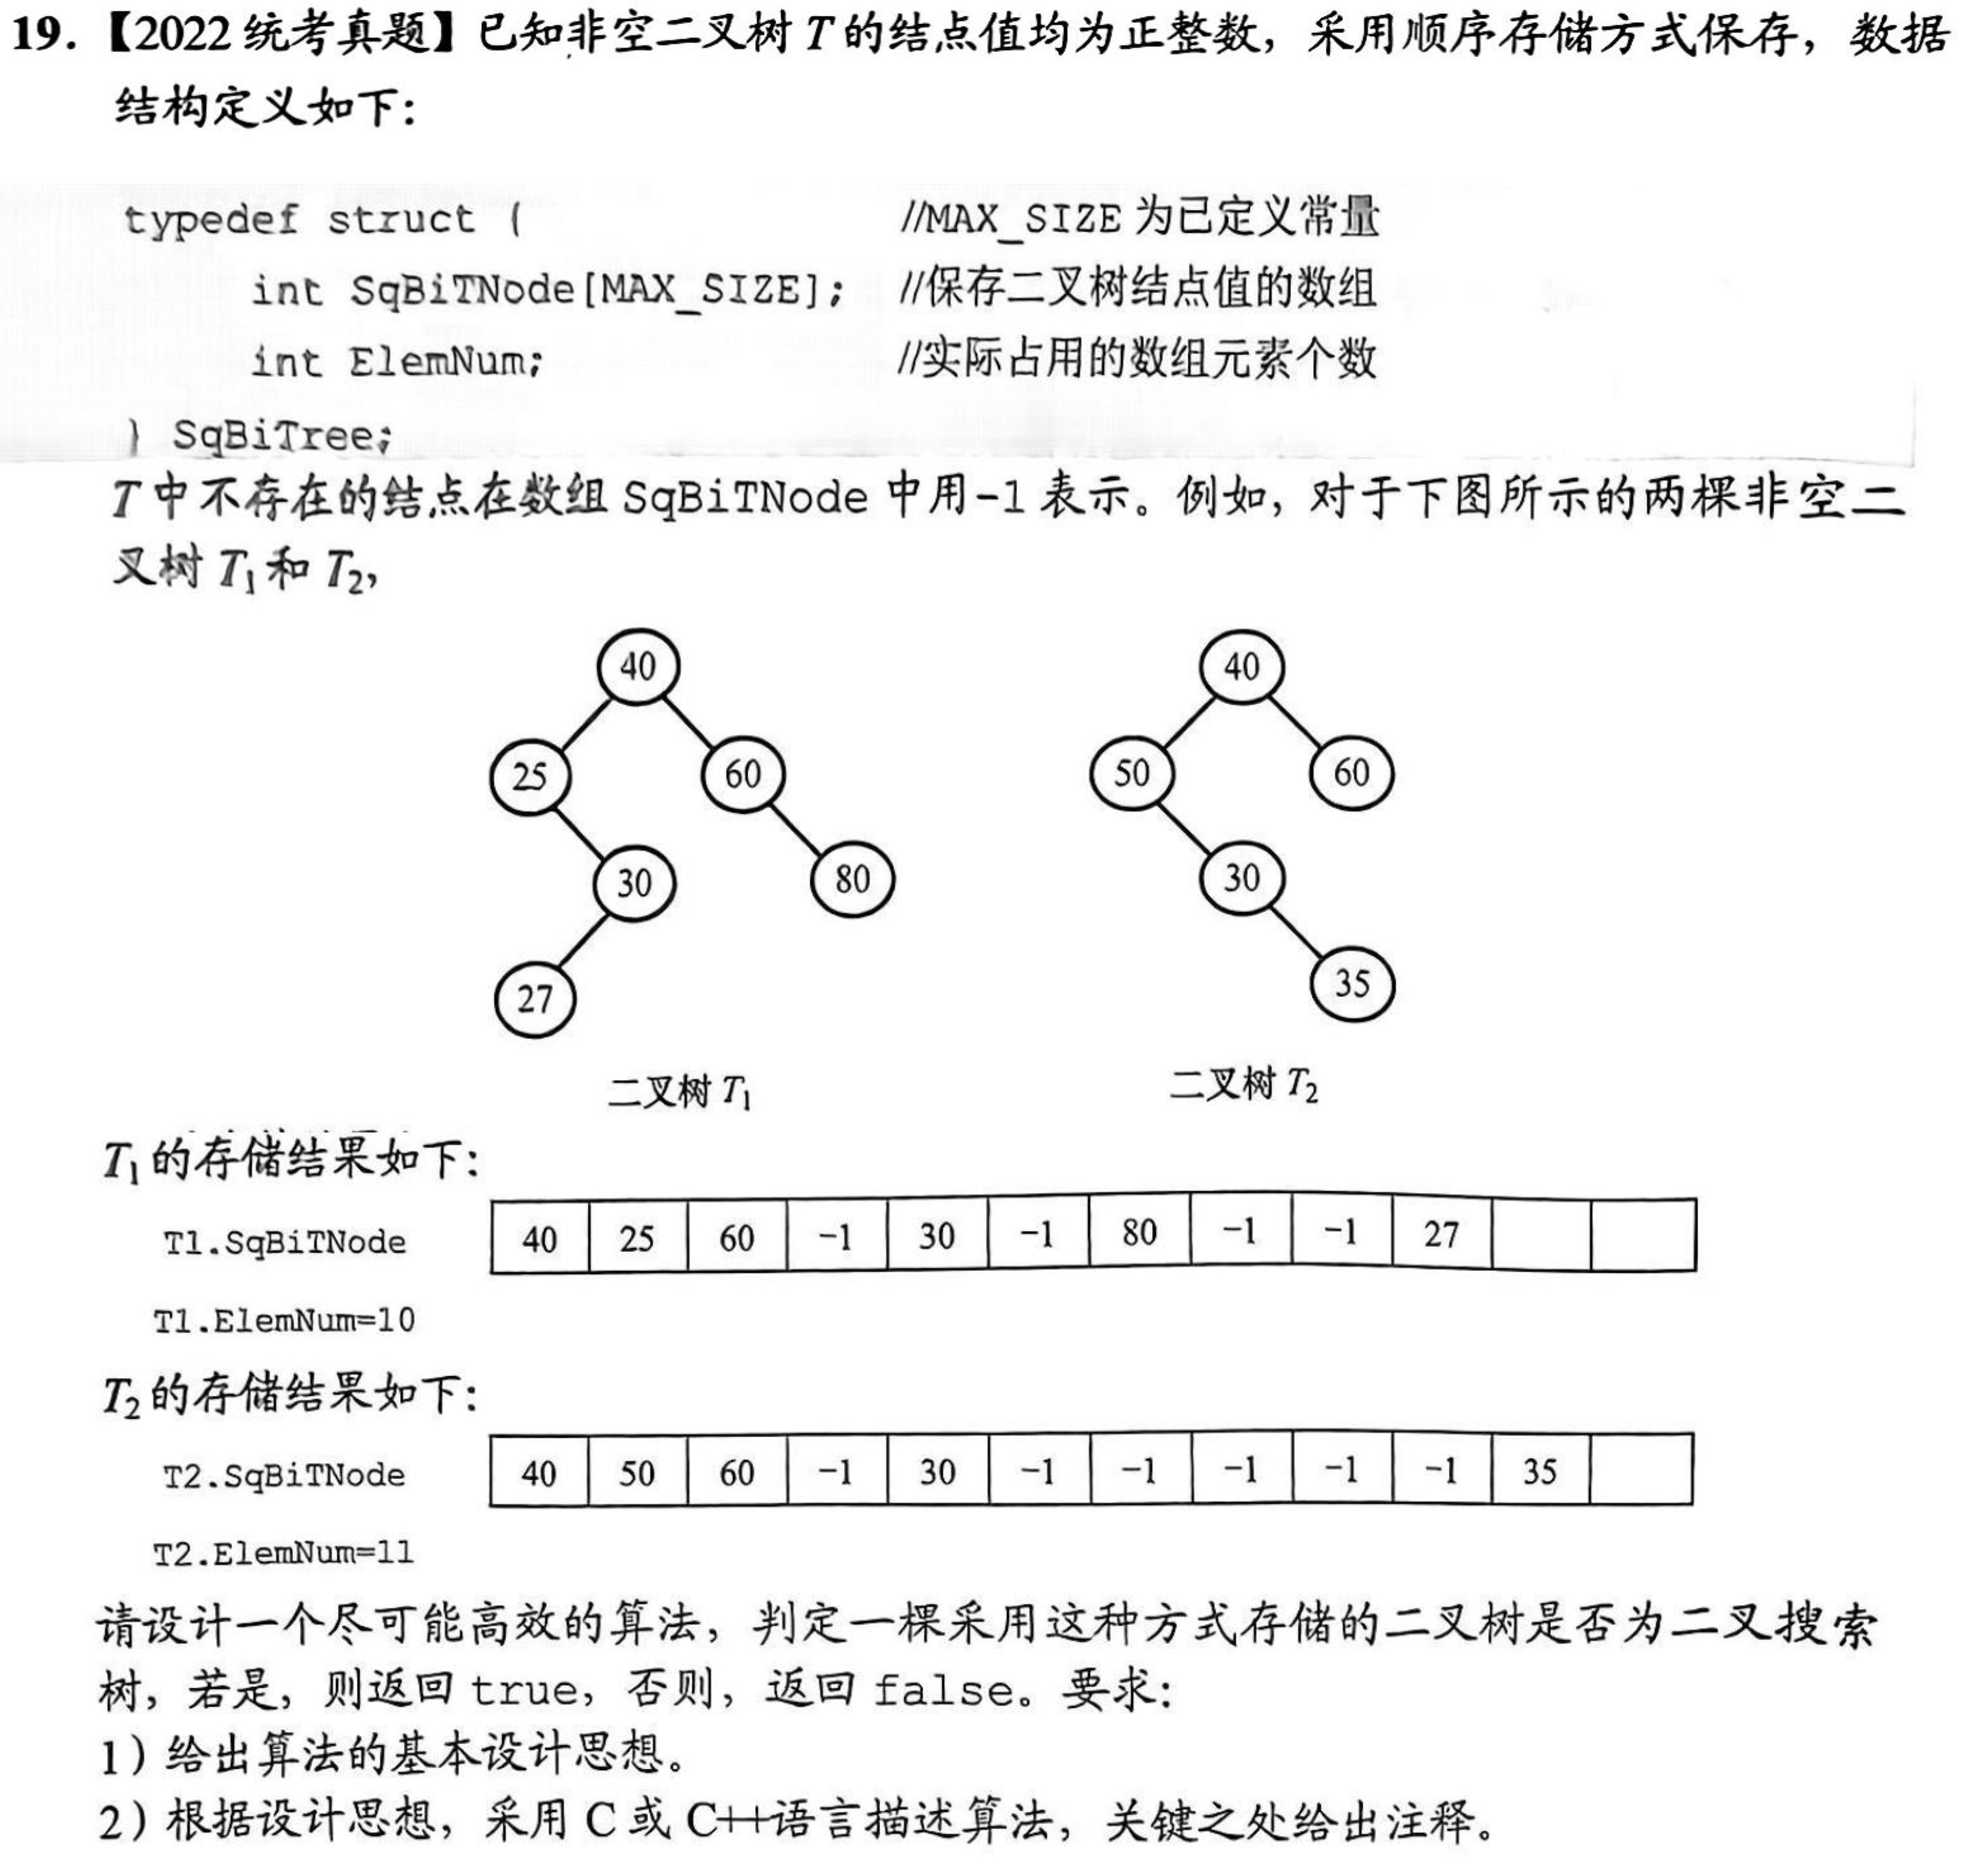 19.【2022 统考真题】已知非空二叉树 T 的结点值均为正整数，采用顺序存储方式保存，数据
结构定义如下：
typedef struct {  //MAX_SIZE 为已定义常量
int SqBiTNode[MAX_SIZE];  //保存二叉树结点值的数组
int ElemNum;  //实际占用的数组元素个数
} SqBiTree;
T 中不存在的结点在数组 SqBiTNode 中用-1 表示。例如，对于下图所示的两棵非空二
叉树 T₁和 T₂，
40
25 60
30 80
27
二叉树 T₁
40
50 60
30
35
二叉树 T₂
T₁的存储结果如下：
T1.SqBiTNode 40 25 60 -1 30 -1 80 -1 -1 27
T1.ElemNum=10
T₂的存储结果如下：
T2.SqBiTNode 40 50 60 -1 30 -1 -1 -1 -1 -1 35
T2.ElemNum=11
请设计一个尽可能高效的算法，判定一棵采用这种方式存储的二叉树是否为二叉搜索
树，若是，则返回 true，否则，返回 false。要求：
1）给出算法的基本设计思想。
2）根据设计思想，采用 C 或 C++语言描述算法，关键之处给出注释。